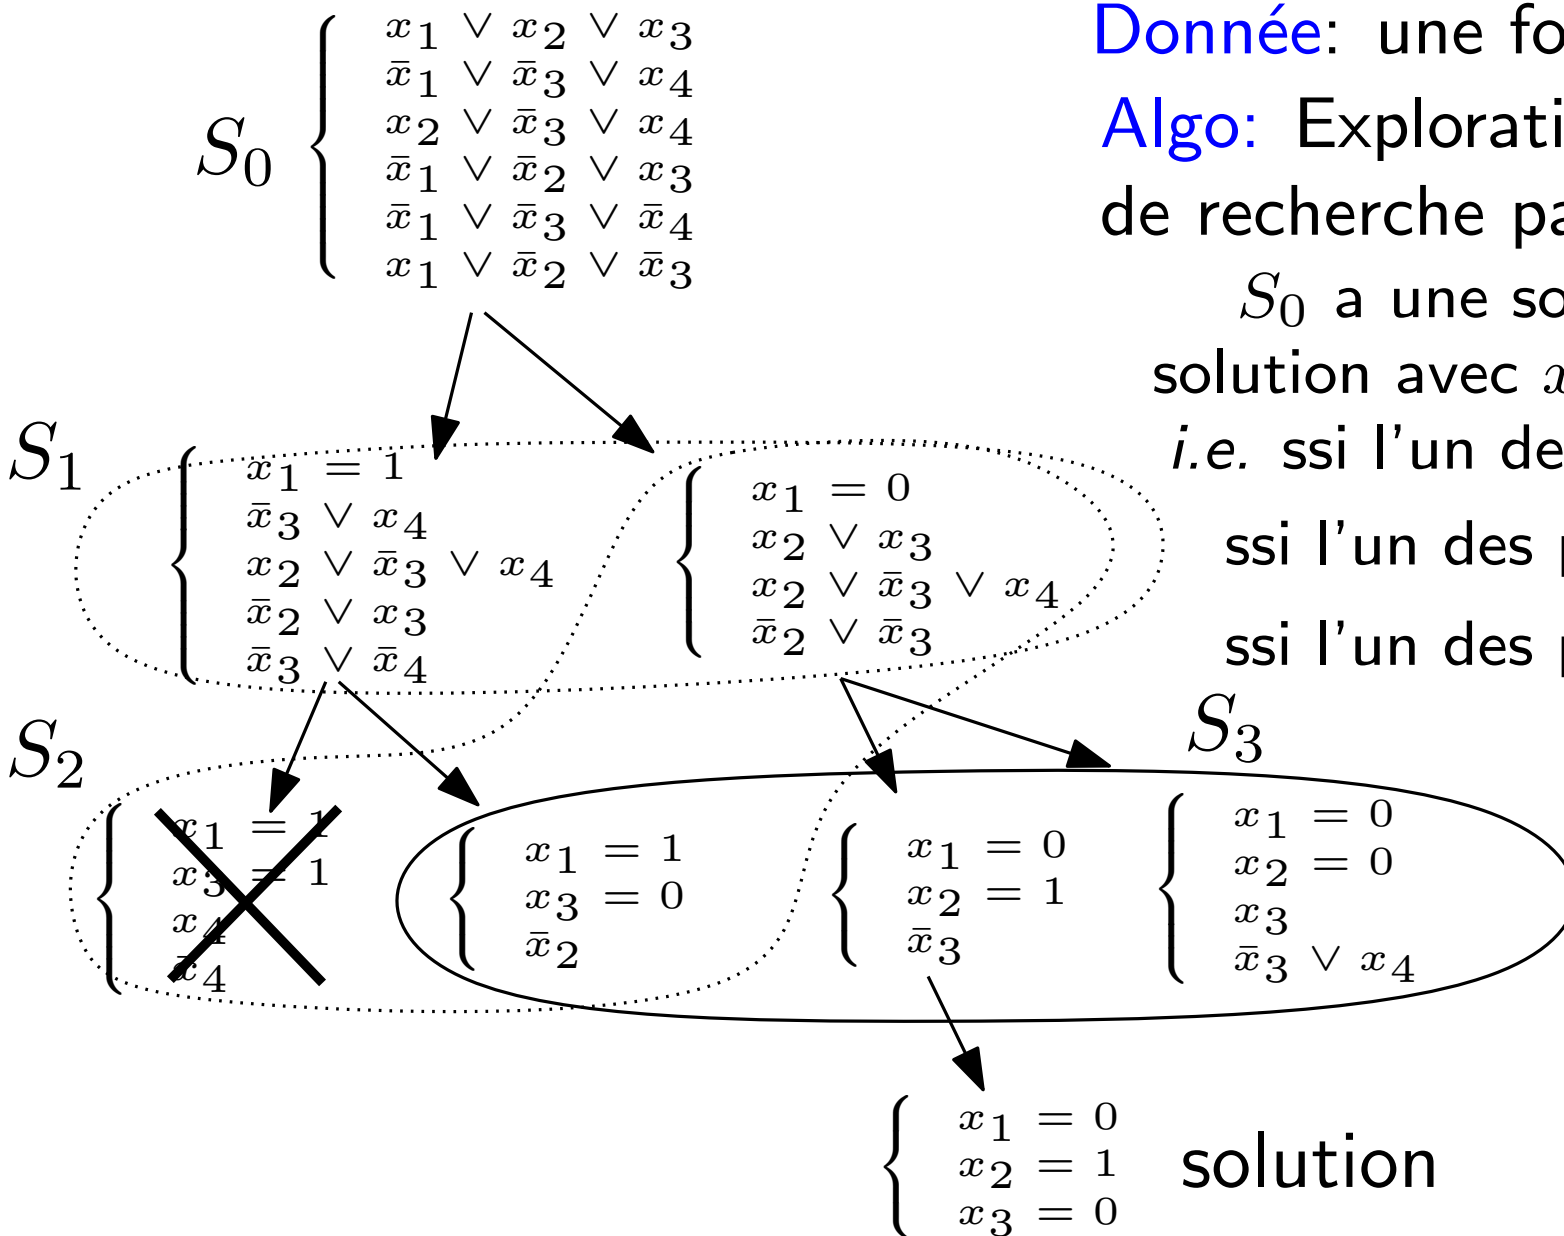 S₀
x₁ ∨ x₂ ∨ x₃
x̄₁ ∨ x̄₃ ∨ x₄
x₂ ∨ x̄₃ ∨ x₄
x̄₁ ∨ x̄₂ ∨ x₃
x̄₁ ∨ x̄₃ ∨ x̄₄
x₁ ∨ x̄₂ ∨ x̄₃
Donnée: une fo
Algo: Explorati
de recherche pa
S₀ a une so
solution avec x
i.e. ssi l'un de
ssi l'un des p
ssi l'un des p
S₁
x₁ = 1
x̄₃ ∨ x₄
x₂ ∨ x̄₃ ∨ x₄
x̄₂ ∨ x₃
x̄₃ ∨ x̄₄
x₁ = 0
x₂ ∨ x₃
x₂ ∨ x̄₃ ∨ x₄
x̄₂ ∨ x̄₃
S₂
x₁ = 1
x₃ = 1
x₄
x̄₄
x₁ = 1
x₃ = 0
x̄₂
S₃
x₁ = 0
x₂ = 1
x̄₃
x₁ = 0
x₂ = 0
x₃
x̄₃ ∨ x₄
x₁ = 0
x₂ = 1
x₃ = 0
solution